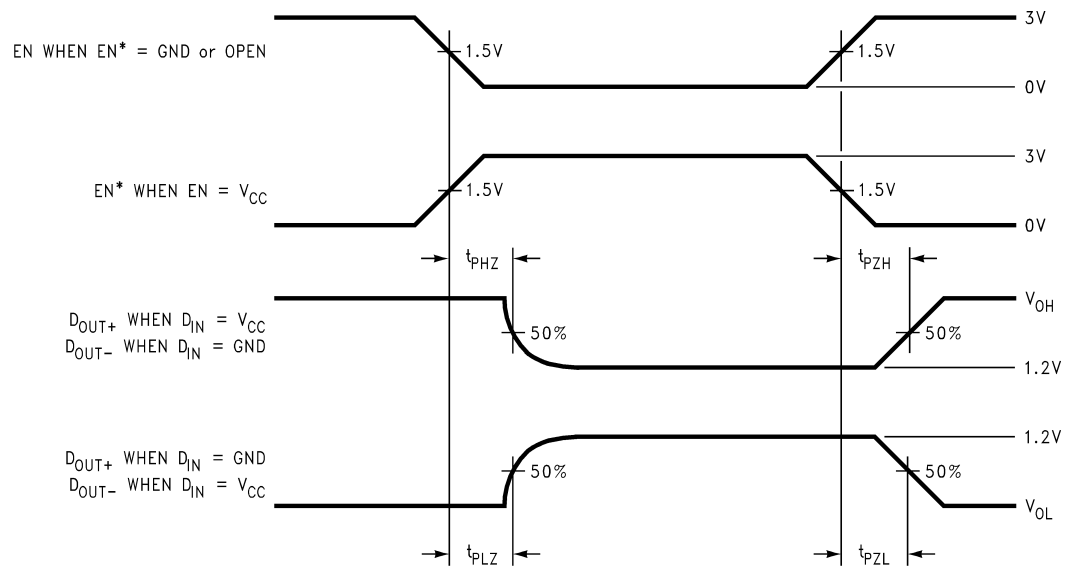 3V
EN WHEN EN* = GND or OPEN
1.5V
1.5V
0V
3V
EN* WHEN EN = VCC
1.5V
1.5V
0V
tPHZ
tPZH
VOH
DOUT+ WHEN DIN = VCC
DOUT– WHEN DIN = GND
50%
50%
1.2V
1.2V
DOUT+ WHEN DIN = GND
DOUT– WHEN DIN = VCC
50%
50%
VOL
tPLZ
tPZL